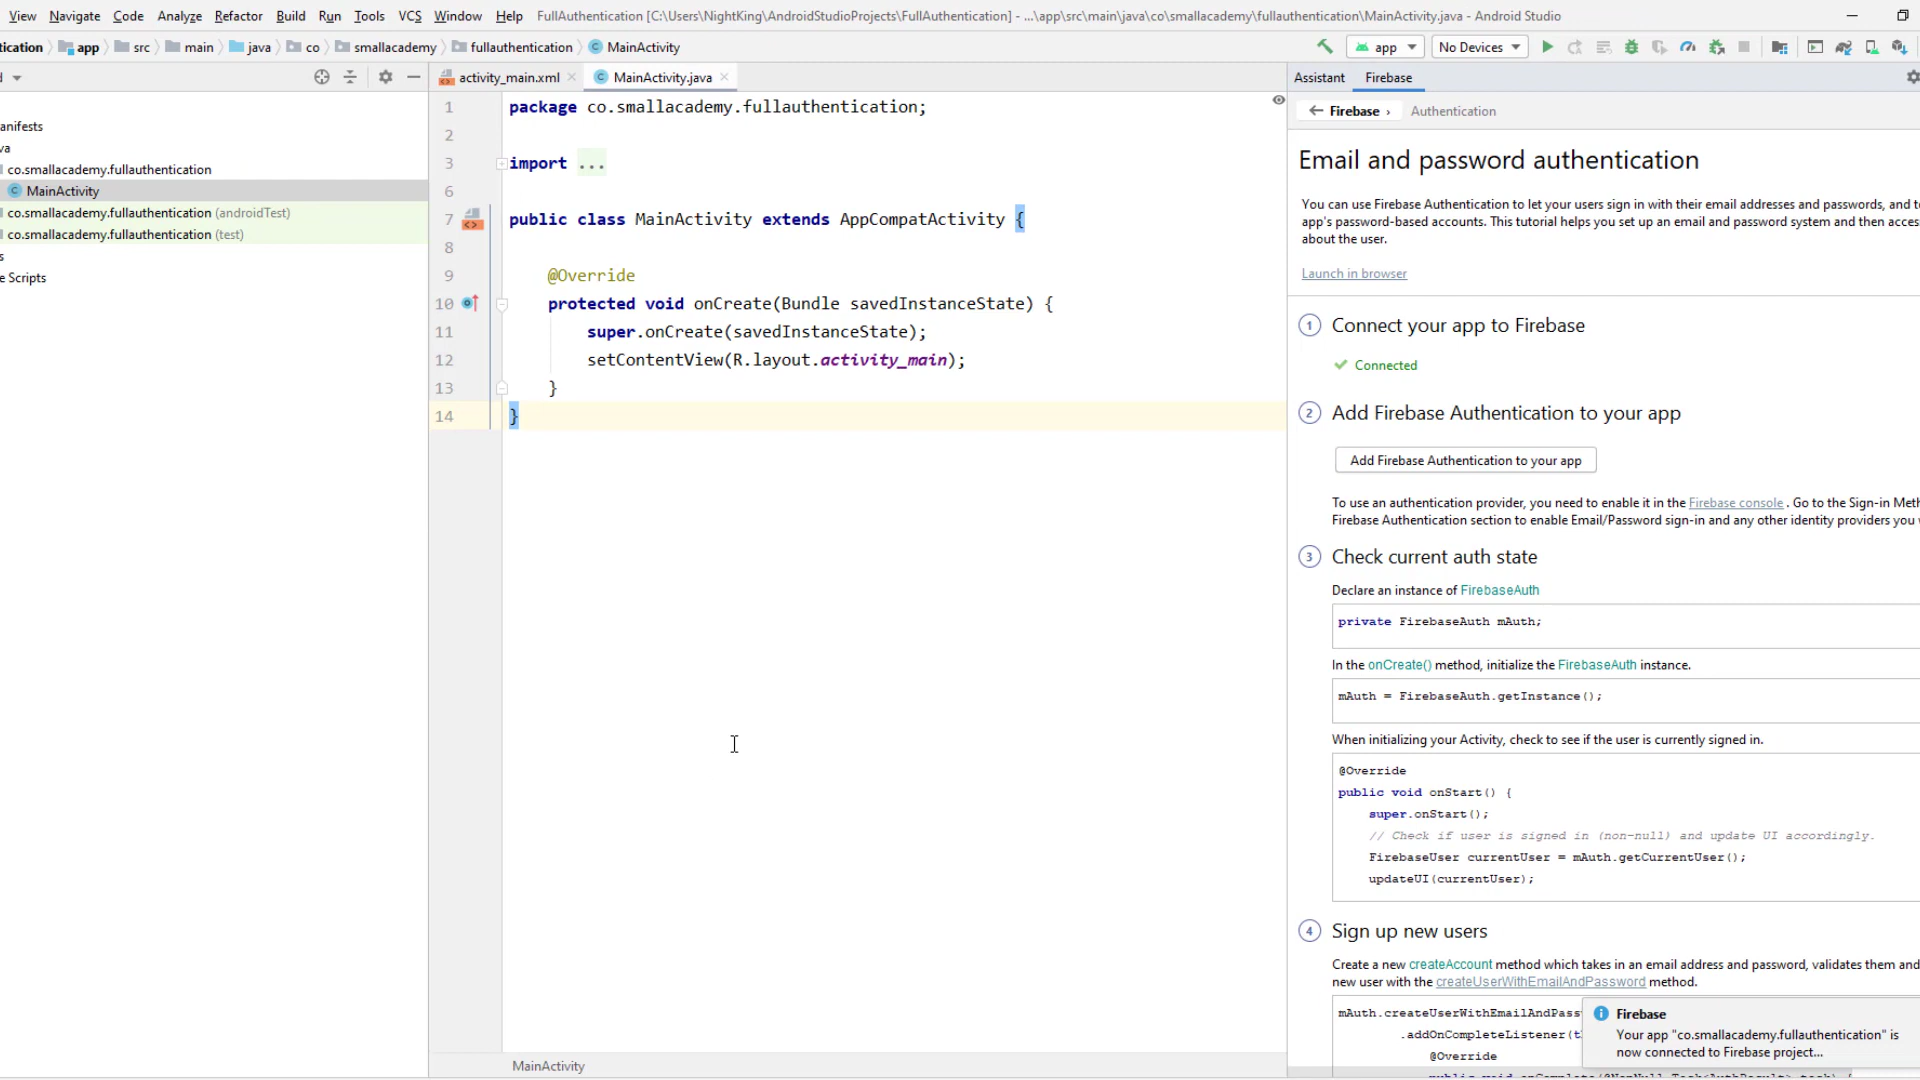 View Navigate Code Analyze Refactor Build Run Tools VCS Window Help FullAuthentication [C:\Users\NightKing\AndroidStudioProjects\FullAuthentication] - ...\app\src\main\java\co\smallacademy\fullauthentication\MainActivity.java - Android Studio
tication app src main java co smallacademy fullauthentication MainActivity app No Devices
activity_main.xml MainActivity.java Assistant Firebase
Firebase › Authentication
anifests
va
co.smallacademy.fullauthentication
MainActivity
co.smallacademy.fullauthentication (androidTest)
co.smallacademy.fullauthentication (test)
s
e Scripts
1 package co.smallacademy.fullauthentication;
2
3 import ...
6
7 public class MainActivity extends AppCompatActivity {
8
9 @Override
10 protected void onCreate(Bundle savedInstanceState) {
11 super.onCreate(savedInstanceState);
12 setContentView(R.layout.activity_main);
13 }
14 }
MainActivity
Email and password authentication
You can use Firebase Authentication to let your users sign in with their email addresses and passwords, and to
app's password-based accounts. This tutorial helps you set up an email and password system and then acces
about the user.
Launch in browser
1 Connect your app to Firebase
Connected
2 Add Firebase Authentication to your app
Add Firebase Authentication to your app
To use an authentication provider, you need to enable it in the Firebase console . Go to the Sign-in Meth
Firebase Authentication section to enable Email/Password sign-in and any other identity providers you
3 Check current auth state
Declare an instance of FirebaseAuth
private FirebaseAuth mAuth;
In the onCreate() method, initialize the FirebaseAuth instance.
mAuth = FirebaseAuth.getInstance();
When initializing your Activity, check to see if the user is currently signed in.
@Override
public void onStart() {
super.onStart();
// Check if user is signed in (non-null) and update UI accordingly.
FirebaseUser currentUser = mAuth.getCurrentUser();
updateUI(currentUser);
4 Sign up new users
Create a new createAccount method which takes in an email address and password, validates them and
new user with the createUserWithEmailAndPassword method.
mAuth.createUserWithEmailAndPass
.addOnCompleteListener(t
@Override
Firebase
Your app "co.smallacademy.fullauthentication" is
now connected to Firebase project...